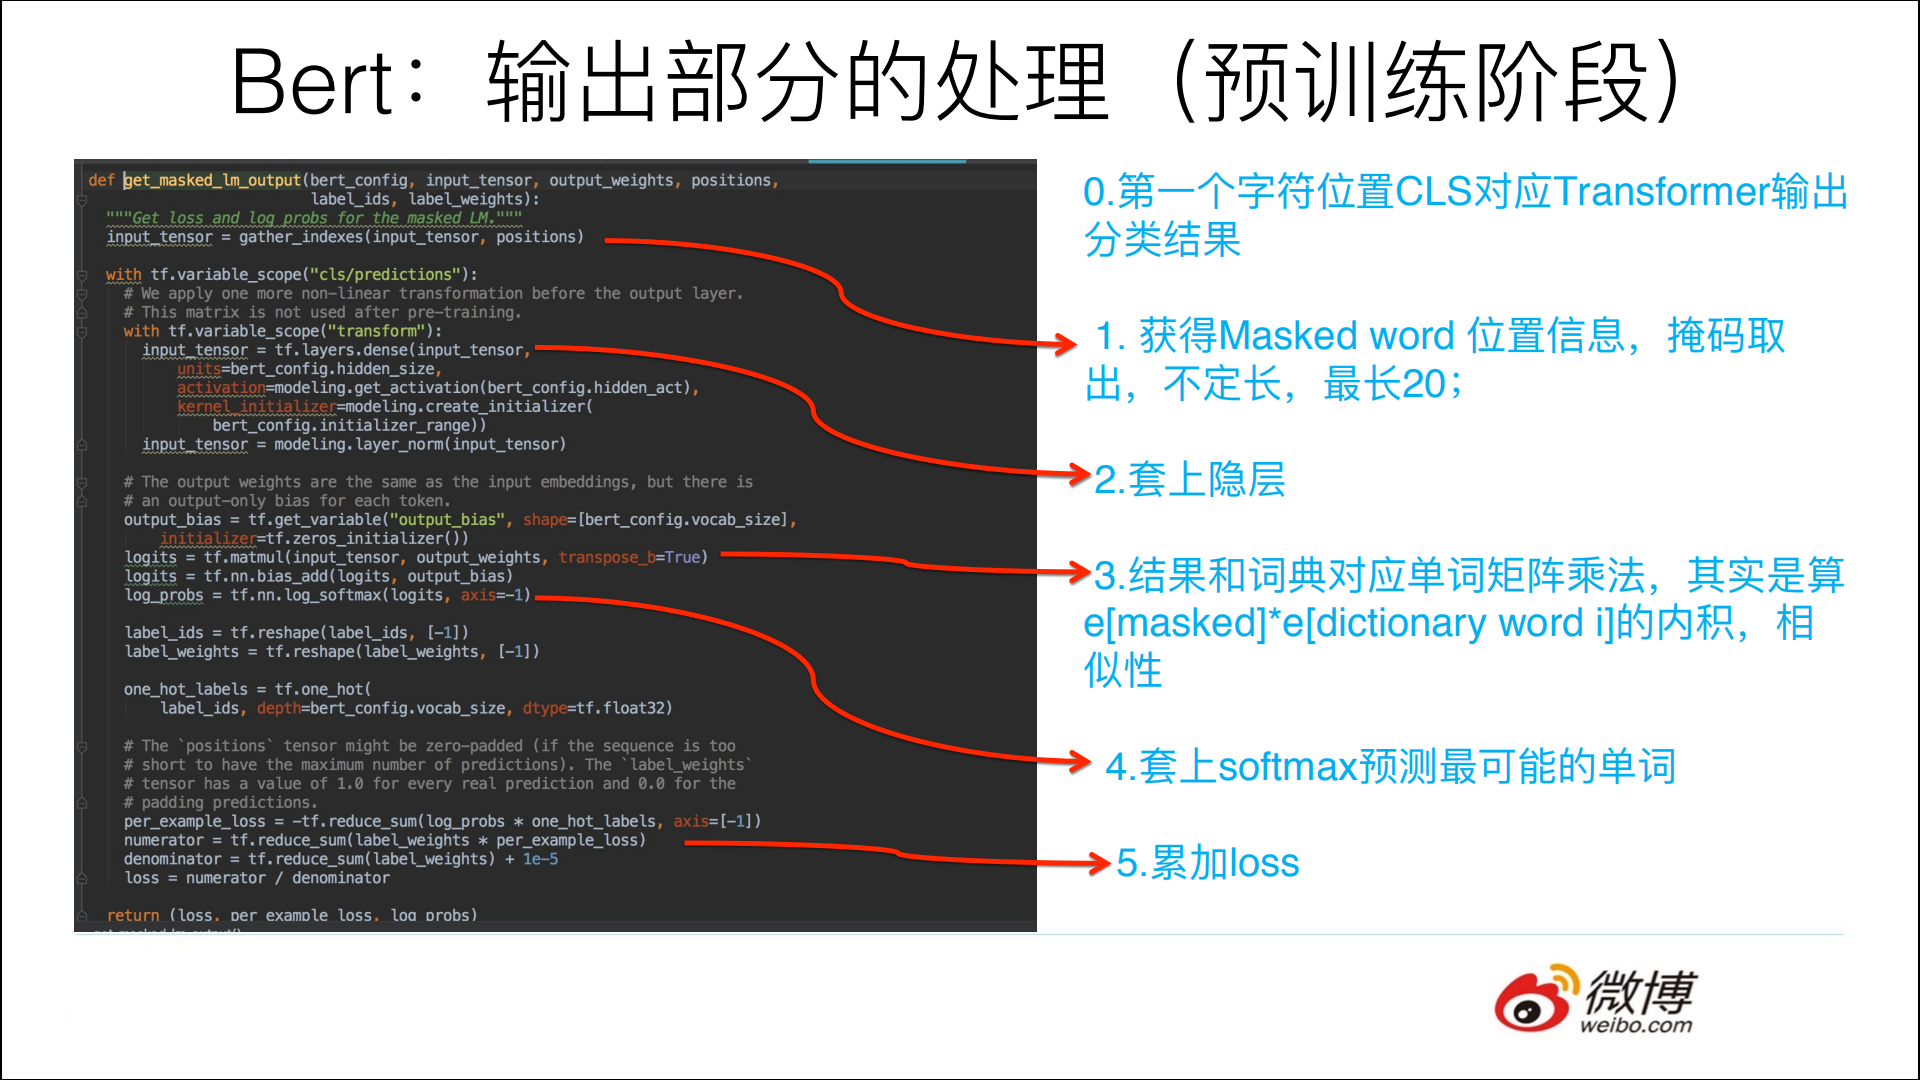 Bert：输出部分的处理（预训练阶段）
def get_masked_lm_output(bert_config, input_tensor, output_weights, positions,
label_ids, label_weights):
"""Get loss and log probs for the masked LM."""
input_tensor = gather_indexes(input_tensor, positions)
with tf.variable_scope("cls/predictions"):
# We apply one more non-linear transformation before the output layer.
# This matrix is not used after pre-training.
with tf.variable_scope("transform"):
input_tensor = tf.layers.dense(input_tensor,
units=bert_config.hidden_size,
activation=modeling.get_activation(bert_config.hidden_act),
kernel_initializer=modeling.create_initializer(
bert_config.initializer_range))
input_tensor = modeling.layer_norm(input_tensor)
# The output weights are the same as the input embeddings, but there is
# an output-only bias for each token.
output_bias = tf.get_variable("output_bias", shape=[bert_config.vocab_size],
initializer=tf.zeros_initializer())
logits = tf.matmul(input_tensor, output_weights, transpose_b=True)
logits = tf.nn.bias_add(logits, output_bias)
log_probs = tf.nn.log_softmax(logits, axis=-1)
label_ids = tf.reshape(label_ids, [-1])
label_weights = tf.reshape(label_weights, [-1])
one_hot_labels = tf.one_hot(
label_ids, depth=bert_config.vocab_size, dtype=tf.float32)
# The `positions` tensor might be zero-padded (if the sequence is too
# short to have the maximum number of predictions). The `label_weights`
# tensor has a value of 1.0 for every real prediction and 0.0 for the
# padding predictions.
per_example_loss = -tf.reduce_sum(log_probs * one_hot_labels, axis=[-1])
numerator = tf.reduce_sum(label_weights * per_example_loss)
denominator = tf.reduce_sum(label_weights) + 1e-5
loss = numerator / denominator
return (loss, per_example_loss, log_probs)
0.第一个字符位置CLS对应Transformer输出
分类结果
1. 获得Masked word 位置信息，掩码取
出，不定长，最长20；
2.套上隐层
3.结果和词典对应单词矩阵乘法，其实是算
e[masked]*e[dictionary word i]的内积，相
似性
4.套上softmax预测最可能的单词
5.累加loss
微博
weibo.com